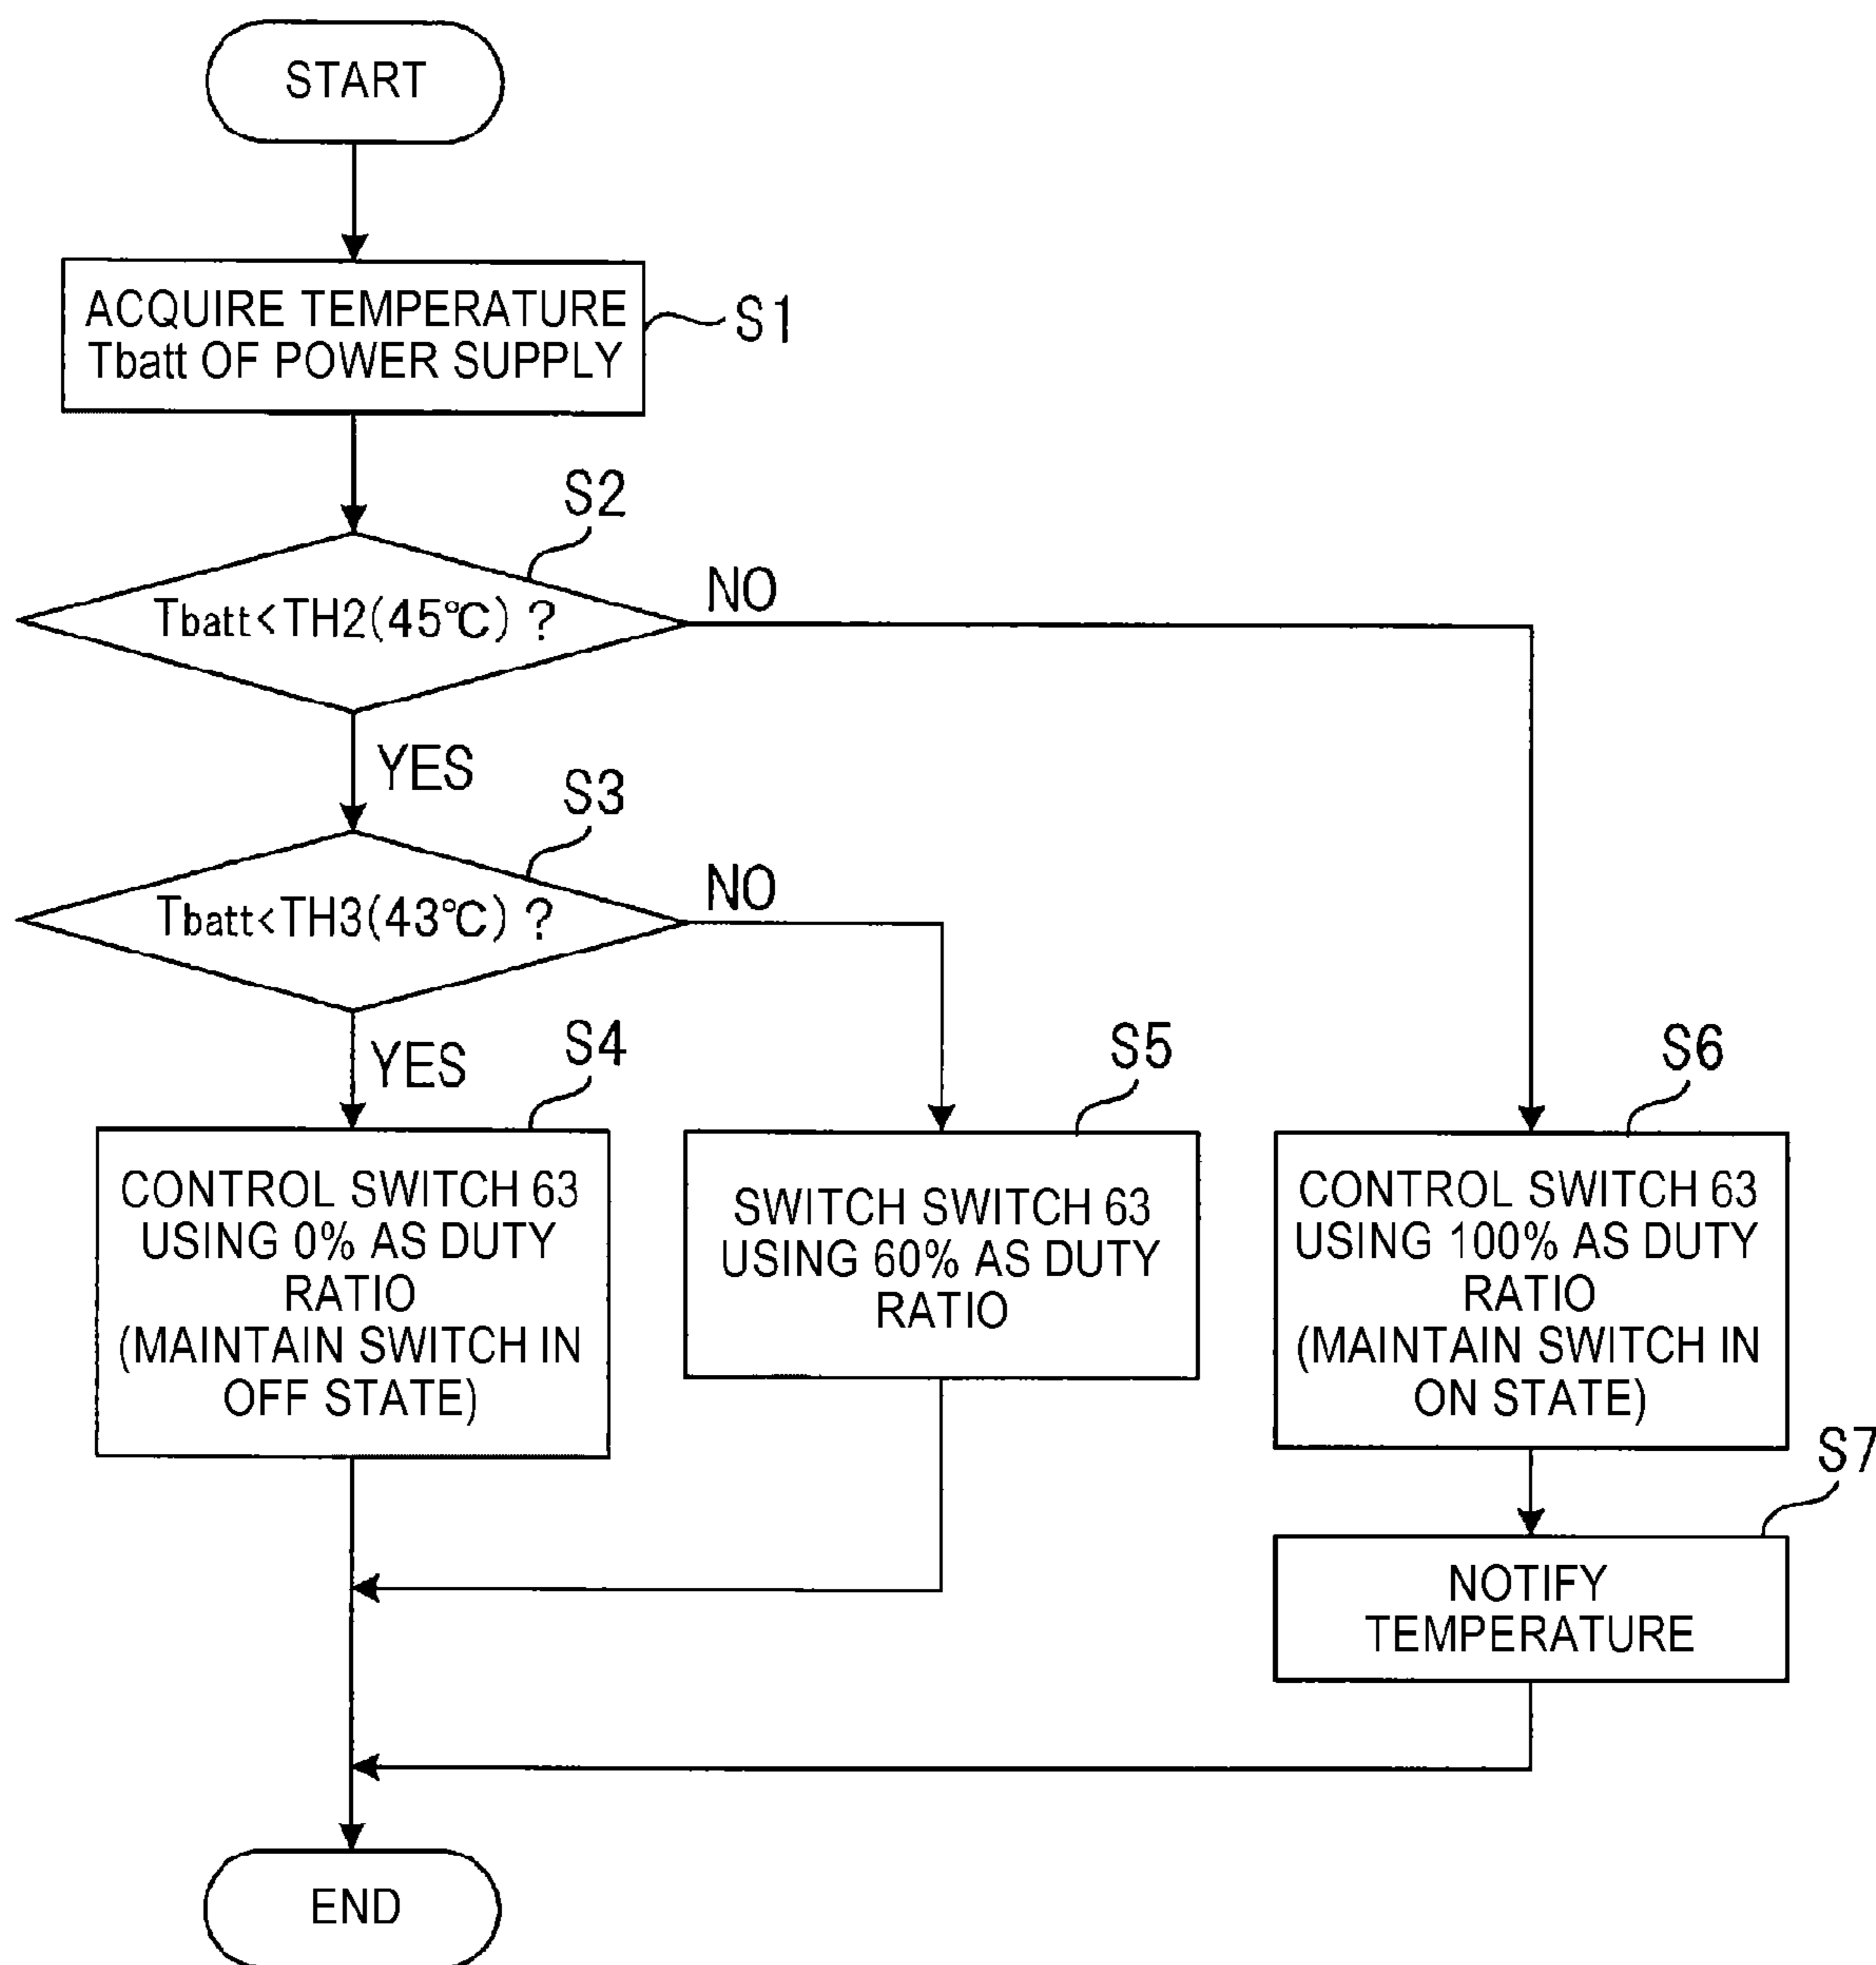 START
ACQUIRE TEMPERATURE
Tbatt OF POWER SUPPLY
S1
S2
Tbatt<TH2(45℃) ?
NO
YES
S3
Tbatt<TH3(43℃) ?
NO
YES
S4
CONTROL SWITCH 63
USING 0% AS DUTY
RATIO
(MAINTAIN SWITCH IN
OFF STATE)
S5
SWITCH SWITCH 63
USING 60% AS DUTY
RATIO
S6
CONTROL SWITCH 63
USING 100% AS DUTY
RATIO
(MAINTAIN SWITCH IN
ON STATE)
S7
NOTIFY
TEMPERATURE
END